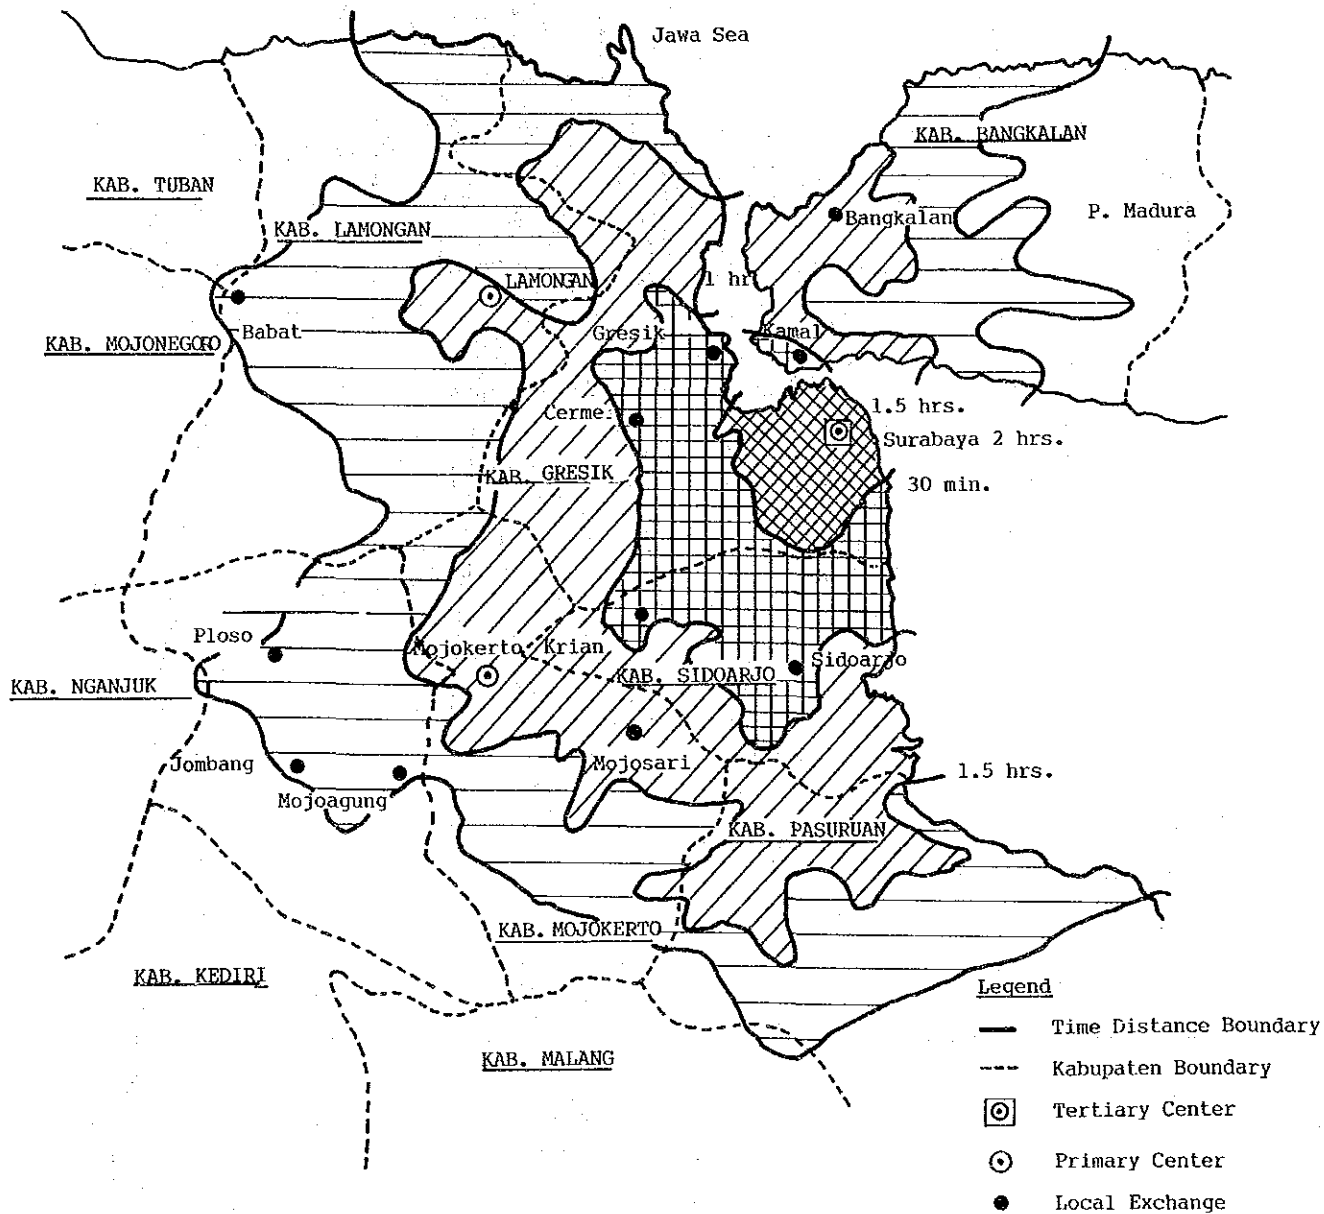 Jawa Sea
KAB. BANGKALAN
KAB. TUBAN
Bangkalan
P. Madura
KAB. LAMONGAN
LAMONGAN
1 hr
Babat
Gresik
Kamal
KAB. MOJONEGORO
1.5 hrs.
Cerme
Surabaya 2 hrs.
KAB. GRESIK
30 min.
Ploso
Mojokerto
Krian
Sidoarjo
KAB. NGANJUK
KAB. SIDOARJO
Jombang
Mojosari
1.5 hrs.
Mojoagung
KAB. PASURUAN
KAB. MOJOKERTO
KAB. KEDIRI
KAB. MALANG
Legend
Time Distance Boundary
Kabupaten Boundary
Tertiary Center
Primary Center
Local Exchange